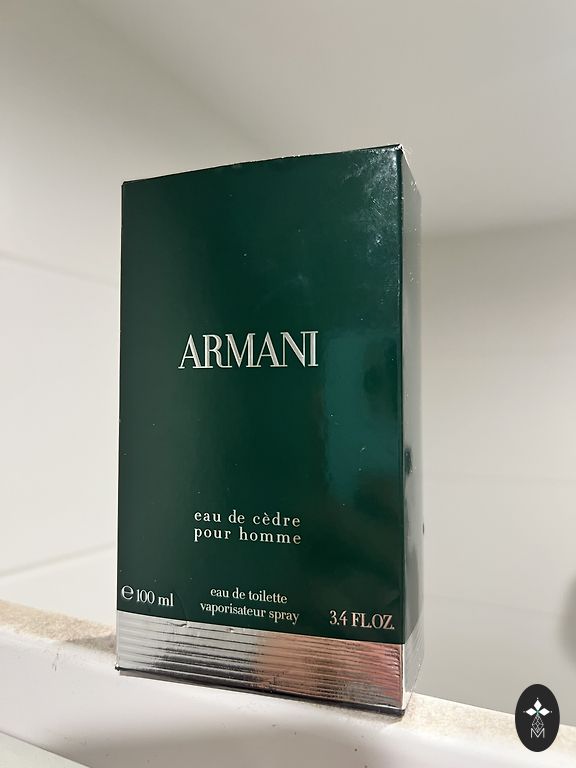 ARMANI
eau de cèdre
pour homme
℮100 ml
eau de toilette
vaporisateur spray
3.4 FL.OZ.
M